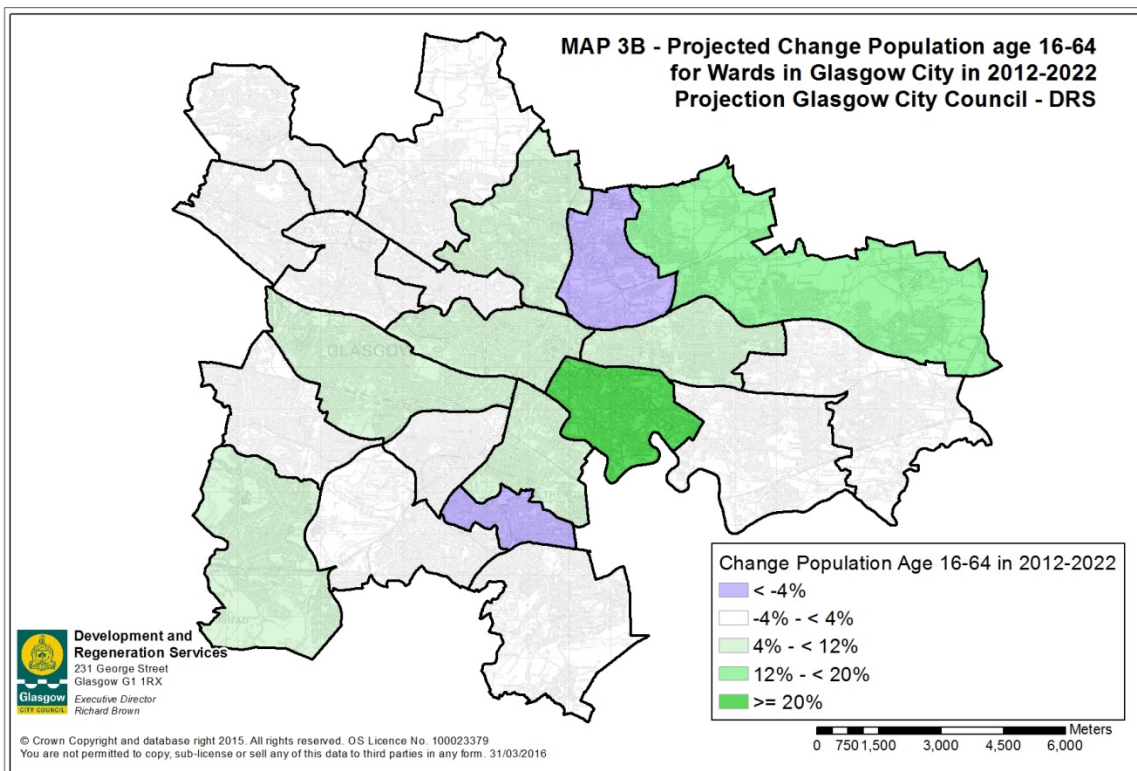 MAP 3B - Projected Change Population age 16-64
for Wards in Glasgow City in 2012-2022
Projection Glasgow City Council - DRS
GLASGOW
Change Population Age 16-64 in 2012-2022
< -4%
-4% - < 4%
4% - < 12%
12% - < 20%
>= 20%
Development and
Regeneration Services
231 George Street
Glasgow G1 1RX
Executive Director
Richard Brown
Glasgow
CITY COUNCIL
Meters
0 750 1,500 3,000 4,500 6,000
© Crown Copyright and database right 2015. All rights reserved. OS Licence No. 100023379
You are not permitted to copy, sub-license or sell any of this data to third parties in any form. 31/03/2016